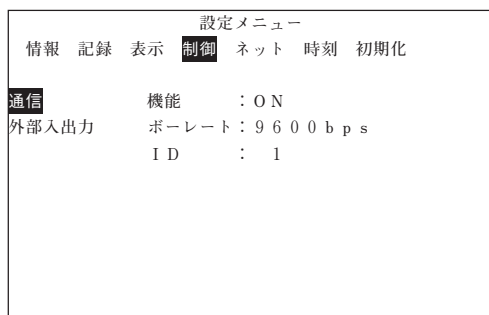 設定メニュー
情報 記録 表示 制御 ネット 時刻 初期化
通信 機能 :ON
外部入出力 ボーレート:9600bps
ID : 1